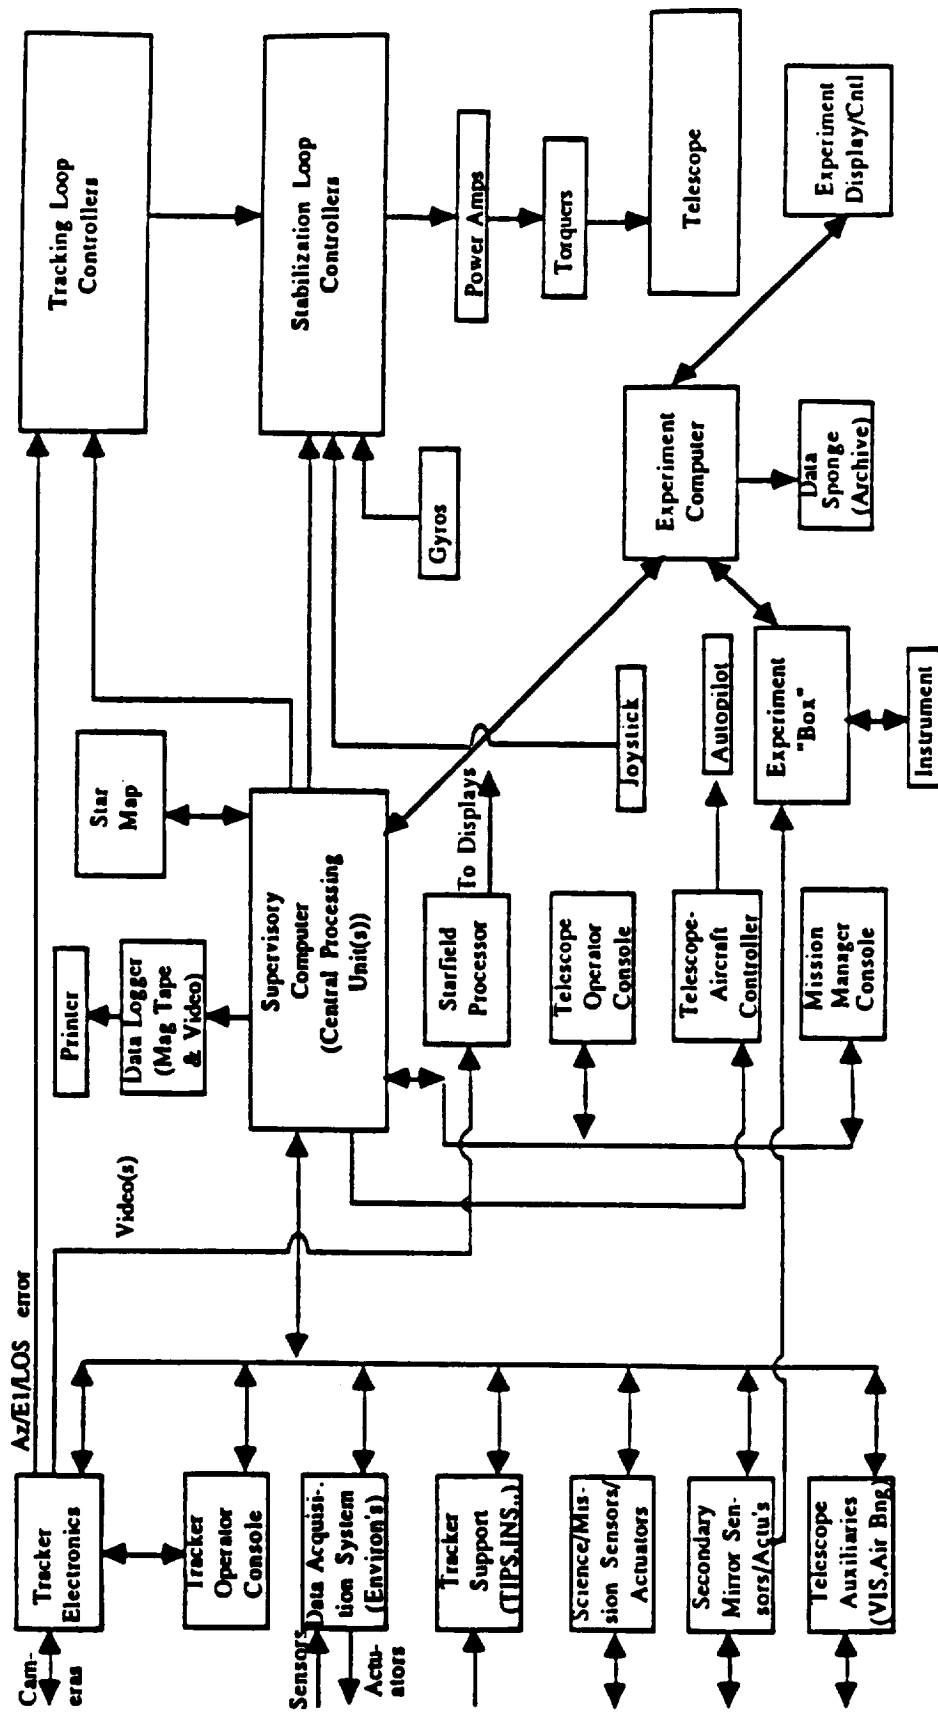 Cam-
eras
Tracker
Electronics
Az/E1/LOS error
Video(s)
Tracking Loop
Controllers
Printer
Data Logger
(Mag Tape
& Video)
Star
Map
Tracker
Operator
Console
Sensors
Actu-
ators
Data Acquisi-
tion System
(Environ's)
Supervisory
Computer
(Central Processing
Unit(s))
Stabilization Loop
Controllers
Gyros
Power Amps
Torquers
Telescope
Tracker
Support
(TIPS,INS,,)
Starfield
Processor
To Displays
Telescope
Operator
Console
Joystick
Science/Mis-
sion Sensors/
Actuators
Secondary
Mirror Sen-
sors/Actu's
Telescope-
Aircraft
Controller
Autopilot
Experiment
Computer
Data
Sponge
(Archive)
Experiment
Display/Cntl
Telescope
Auxiliaries
(VIS,Air Bng)
Mission
Manager
Console
Experiment
"Box"
Instrument